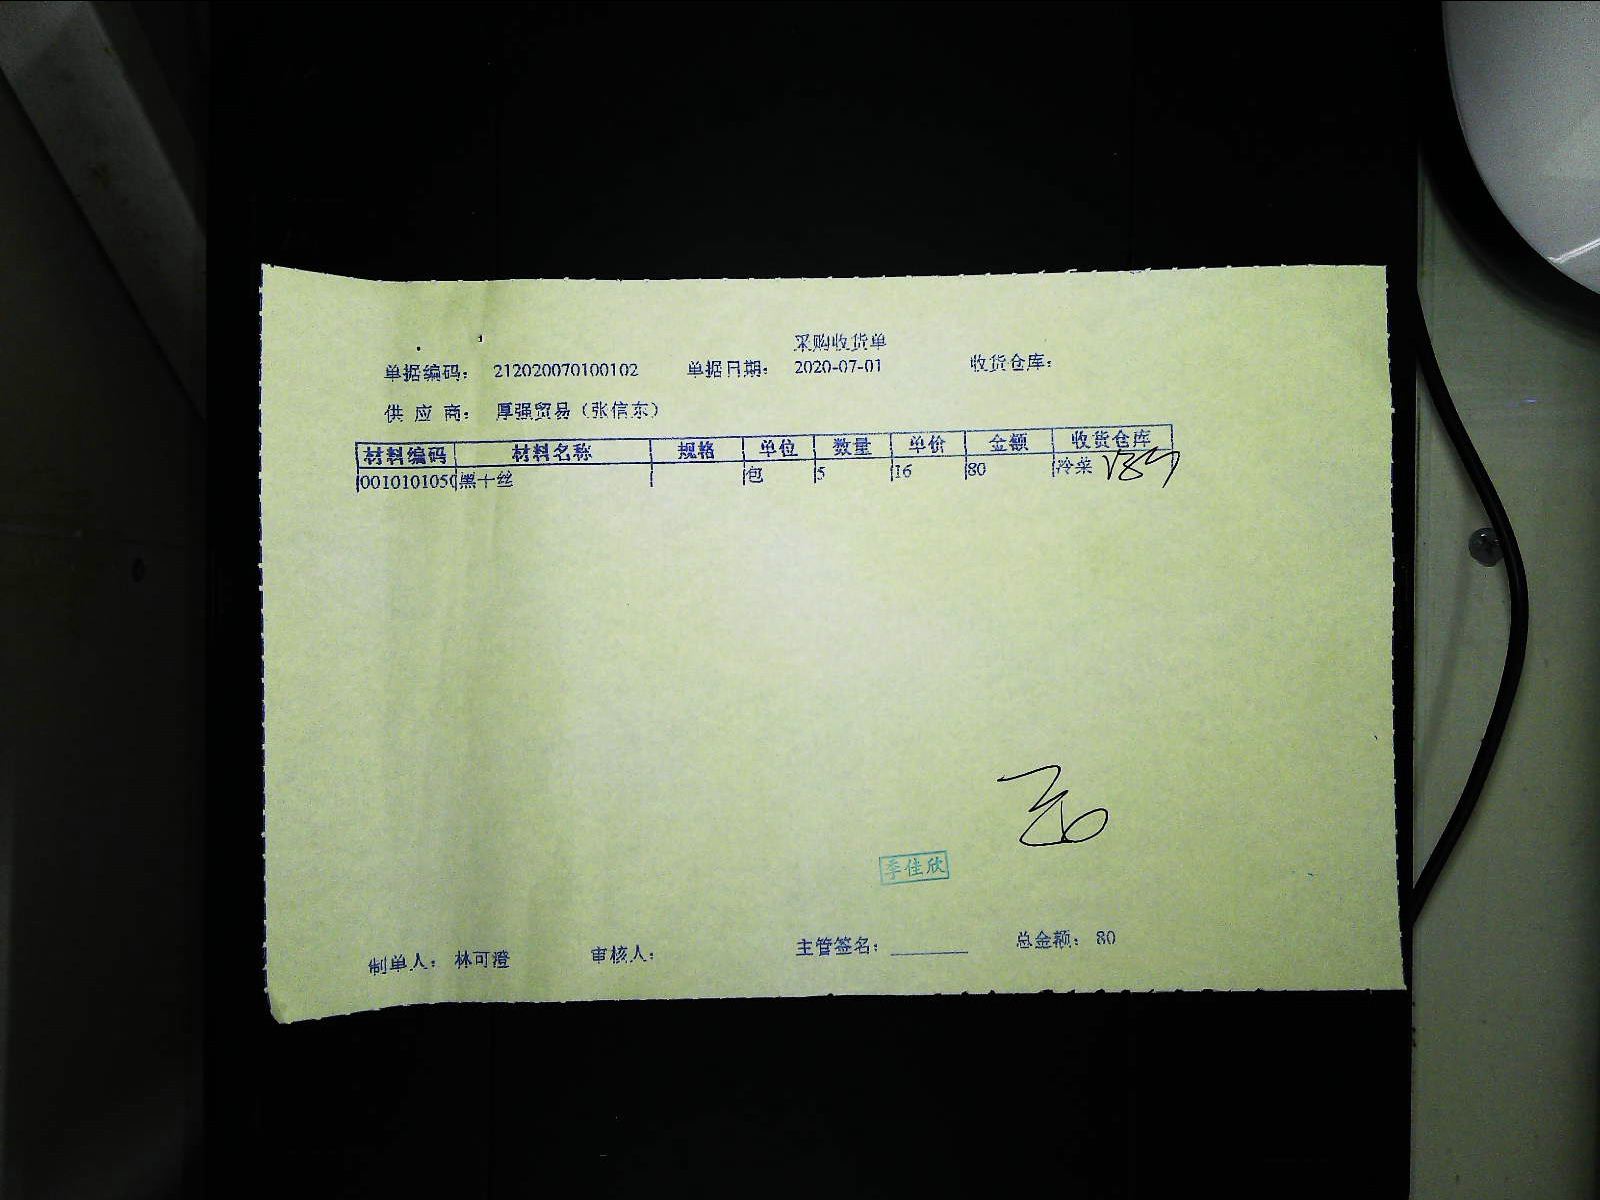 采购收货单
单据编码: 212020070100102 单据日期: 2020-07-01 收货仓库:
供 应 商: 厚强贸易(张信东)
材料编码 材料名称 规格 单位 数量 单价 金额 收货仓库
0010101050 黑干丝 包 5 16 80 冷菜
李佳欣
制单人: 林可澄 审核人: 主管签名: 总金额: 80